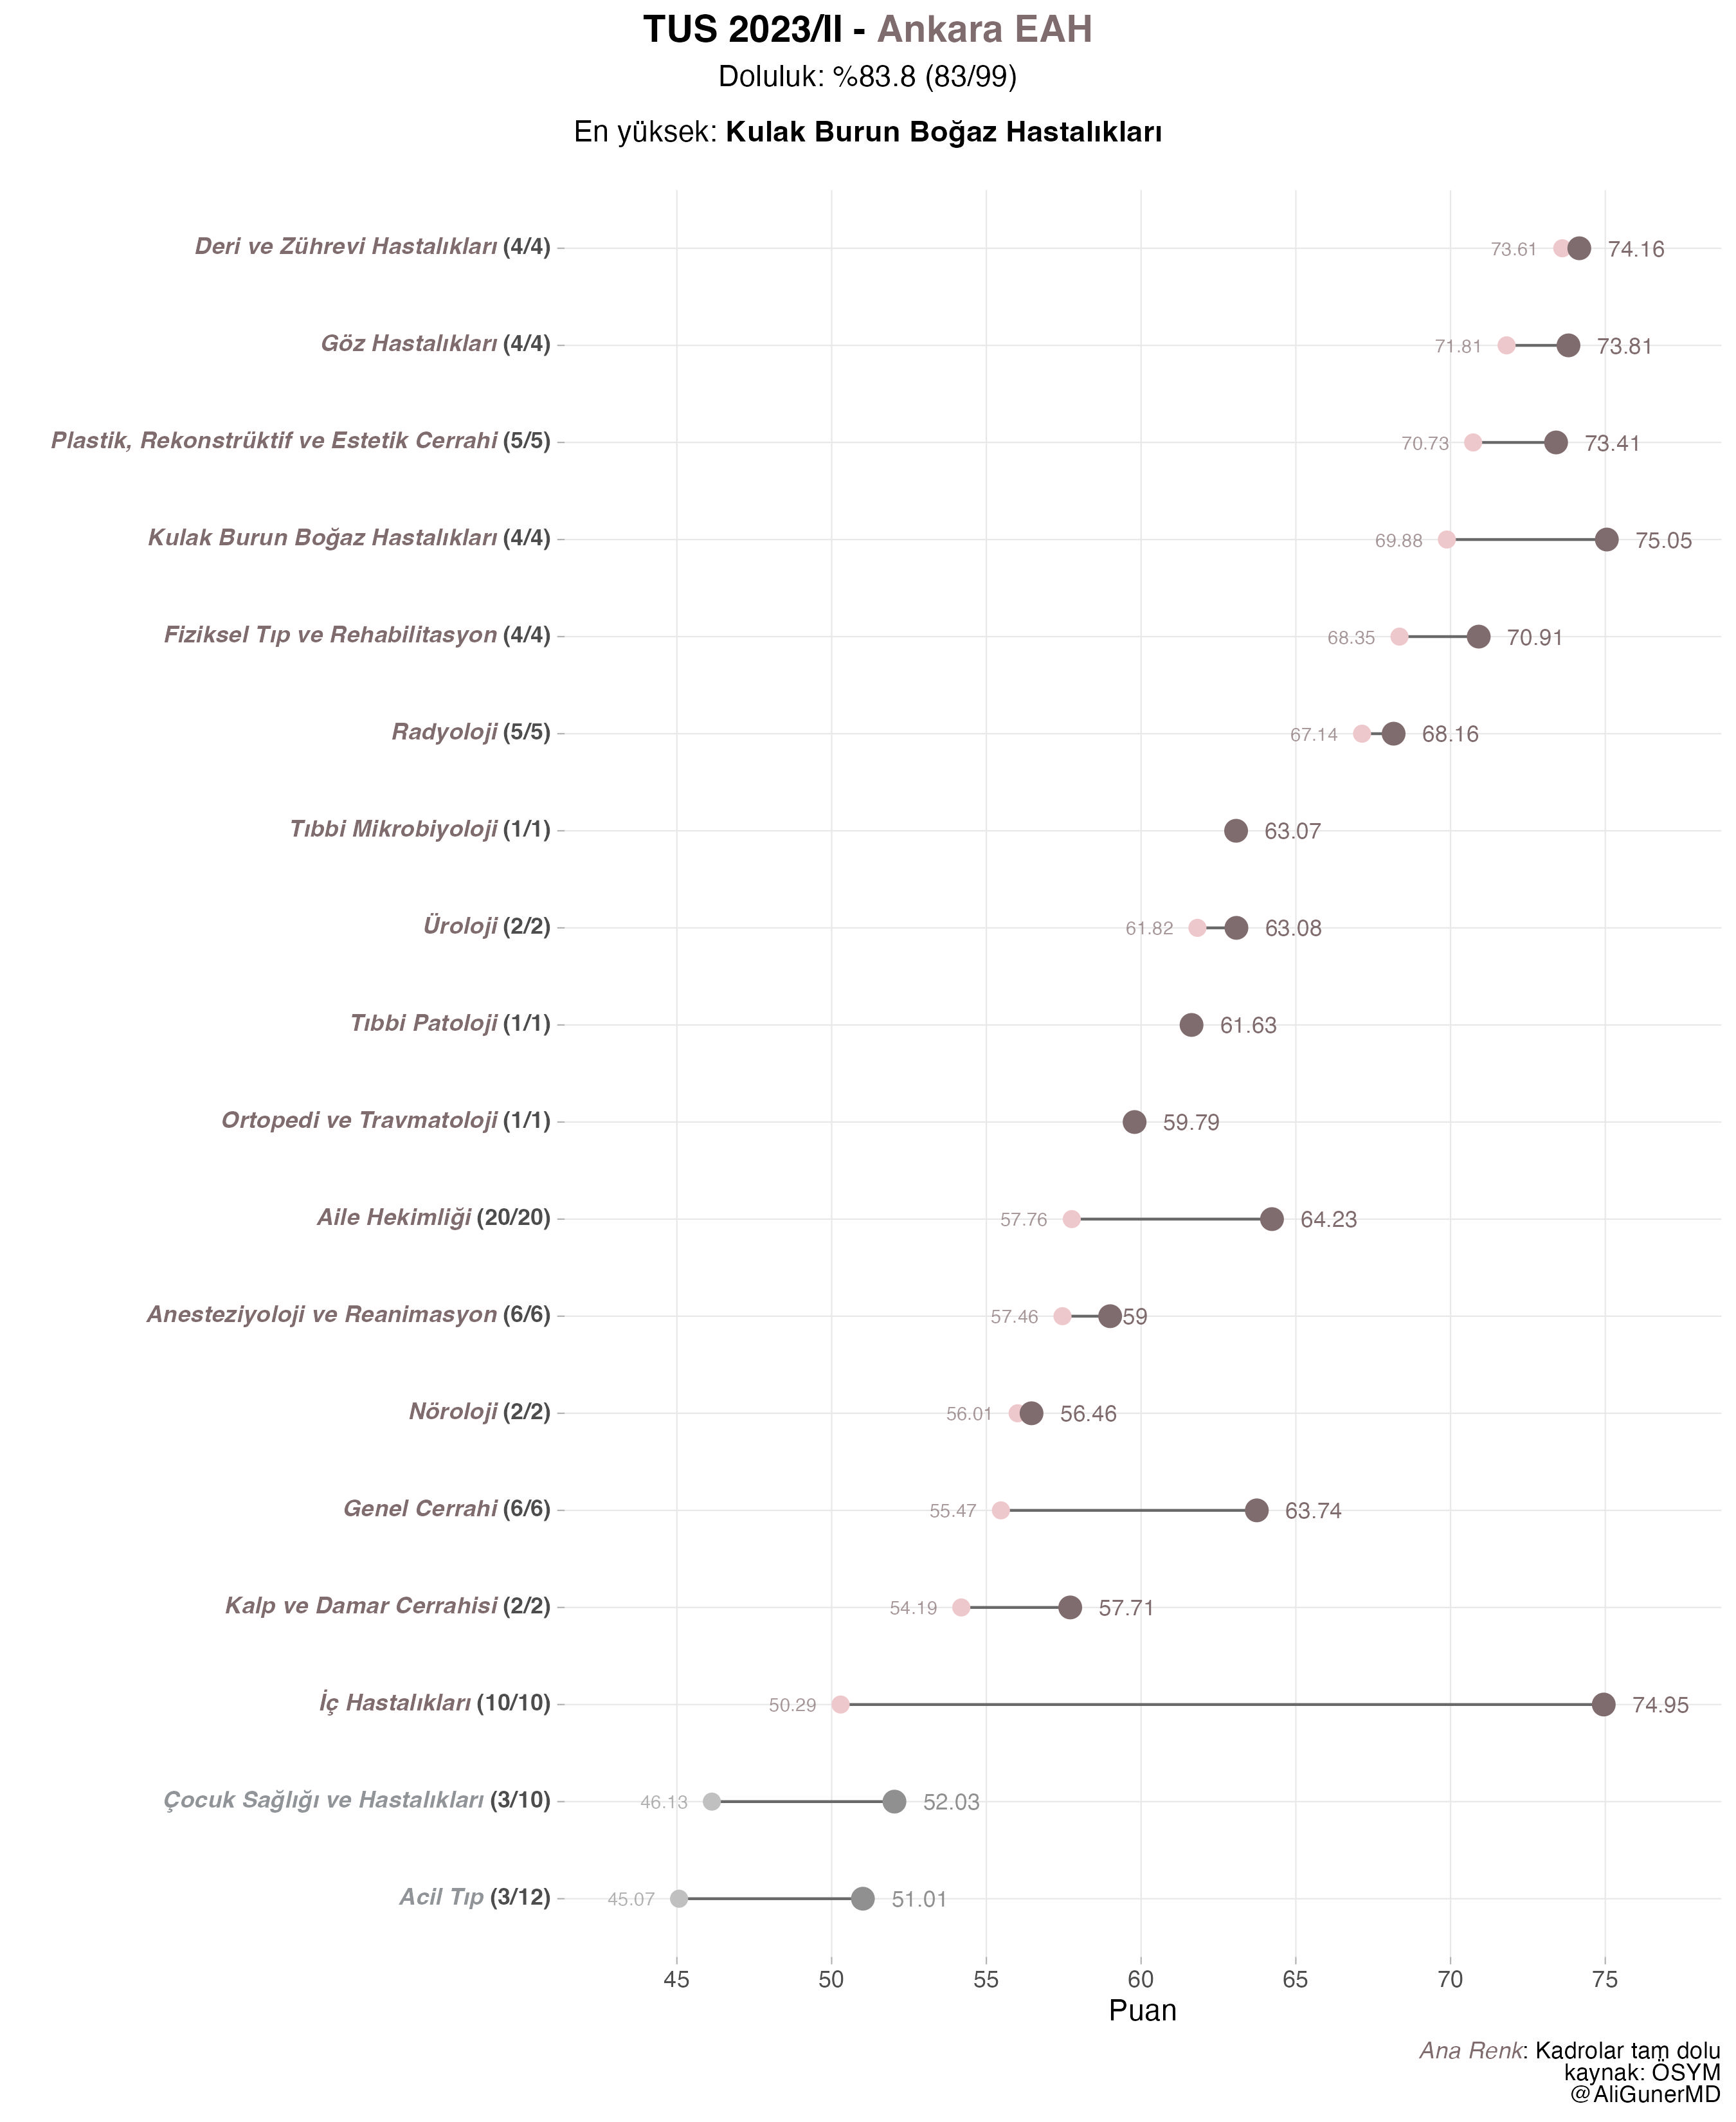 TUS 2023/II - Ankara EAH
Doluluk: %83.8 (83/99)
En yüksek: Kulak Burun Boğaz Hastalıkları
Deri ve Zührevi Hastalıkları (4/4) 73.61 74.16
Göz Hastalıkları (4/4) 71.81 73.81
Plastik, Rekonstrüktif ve Estetik Cerrahi (5/5) 70.73 73.41
Kulak Burun Boğaz Hastalıkları (4/4) 69.88 75.05
Fiziksel Tıp ve Rehabilitasyon (4/4) 68.35 70.91
Radyoloji (5/5) 67.14 68.16
Tıbbi Mikrobiyoloji (1/1) 63.07
Üroloji (2/2) 61.82 63.08
Tıbbi Patoloji (1/1) 61.63
Ortopedi ve Travmatoloji (1/1) 59.79
Aile Hekimliği (20/20) 57.76 64.23
Anesteziyoloji ve Reanimasyon (6/6) 57.46 59
Nöroloji (2/2) 56.01 56.46
Genel Cerrahi (6/6) 55.47 63.74
Kalp ve Damar Cerrahisi (2/2) 54.19 57.71
İç Hastalıkları (10/10) 50.29 74.95
Çocuk Sağlığı ve Hastalıkları (3/10) 46.13 52.03
Acil Tıp (3/12) 45.07 51.01
45 50 55 60 65 70 75
Puan
Ana Renk: Kadrolar tam dolu
kaynak: ÖSYM
@AliGunerMD